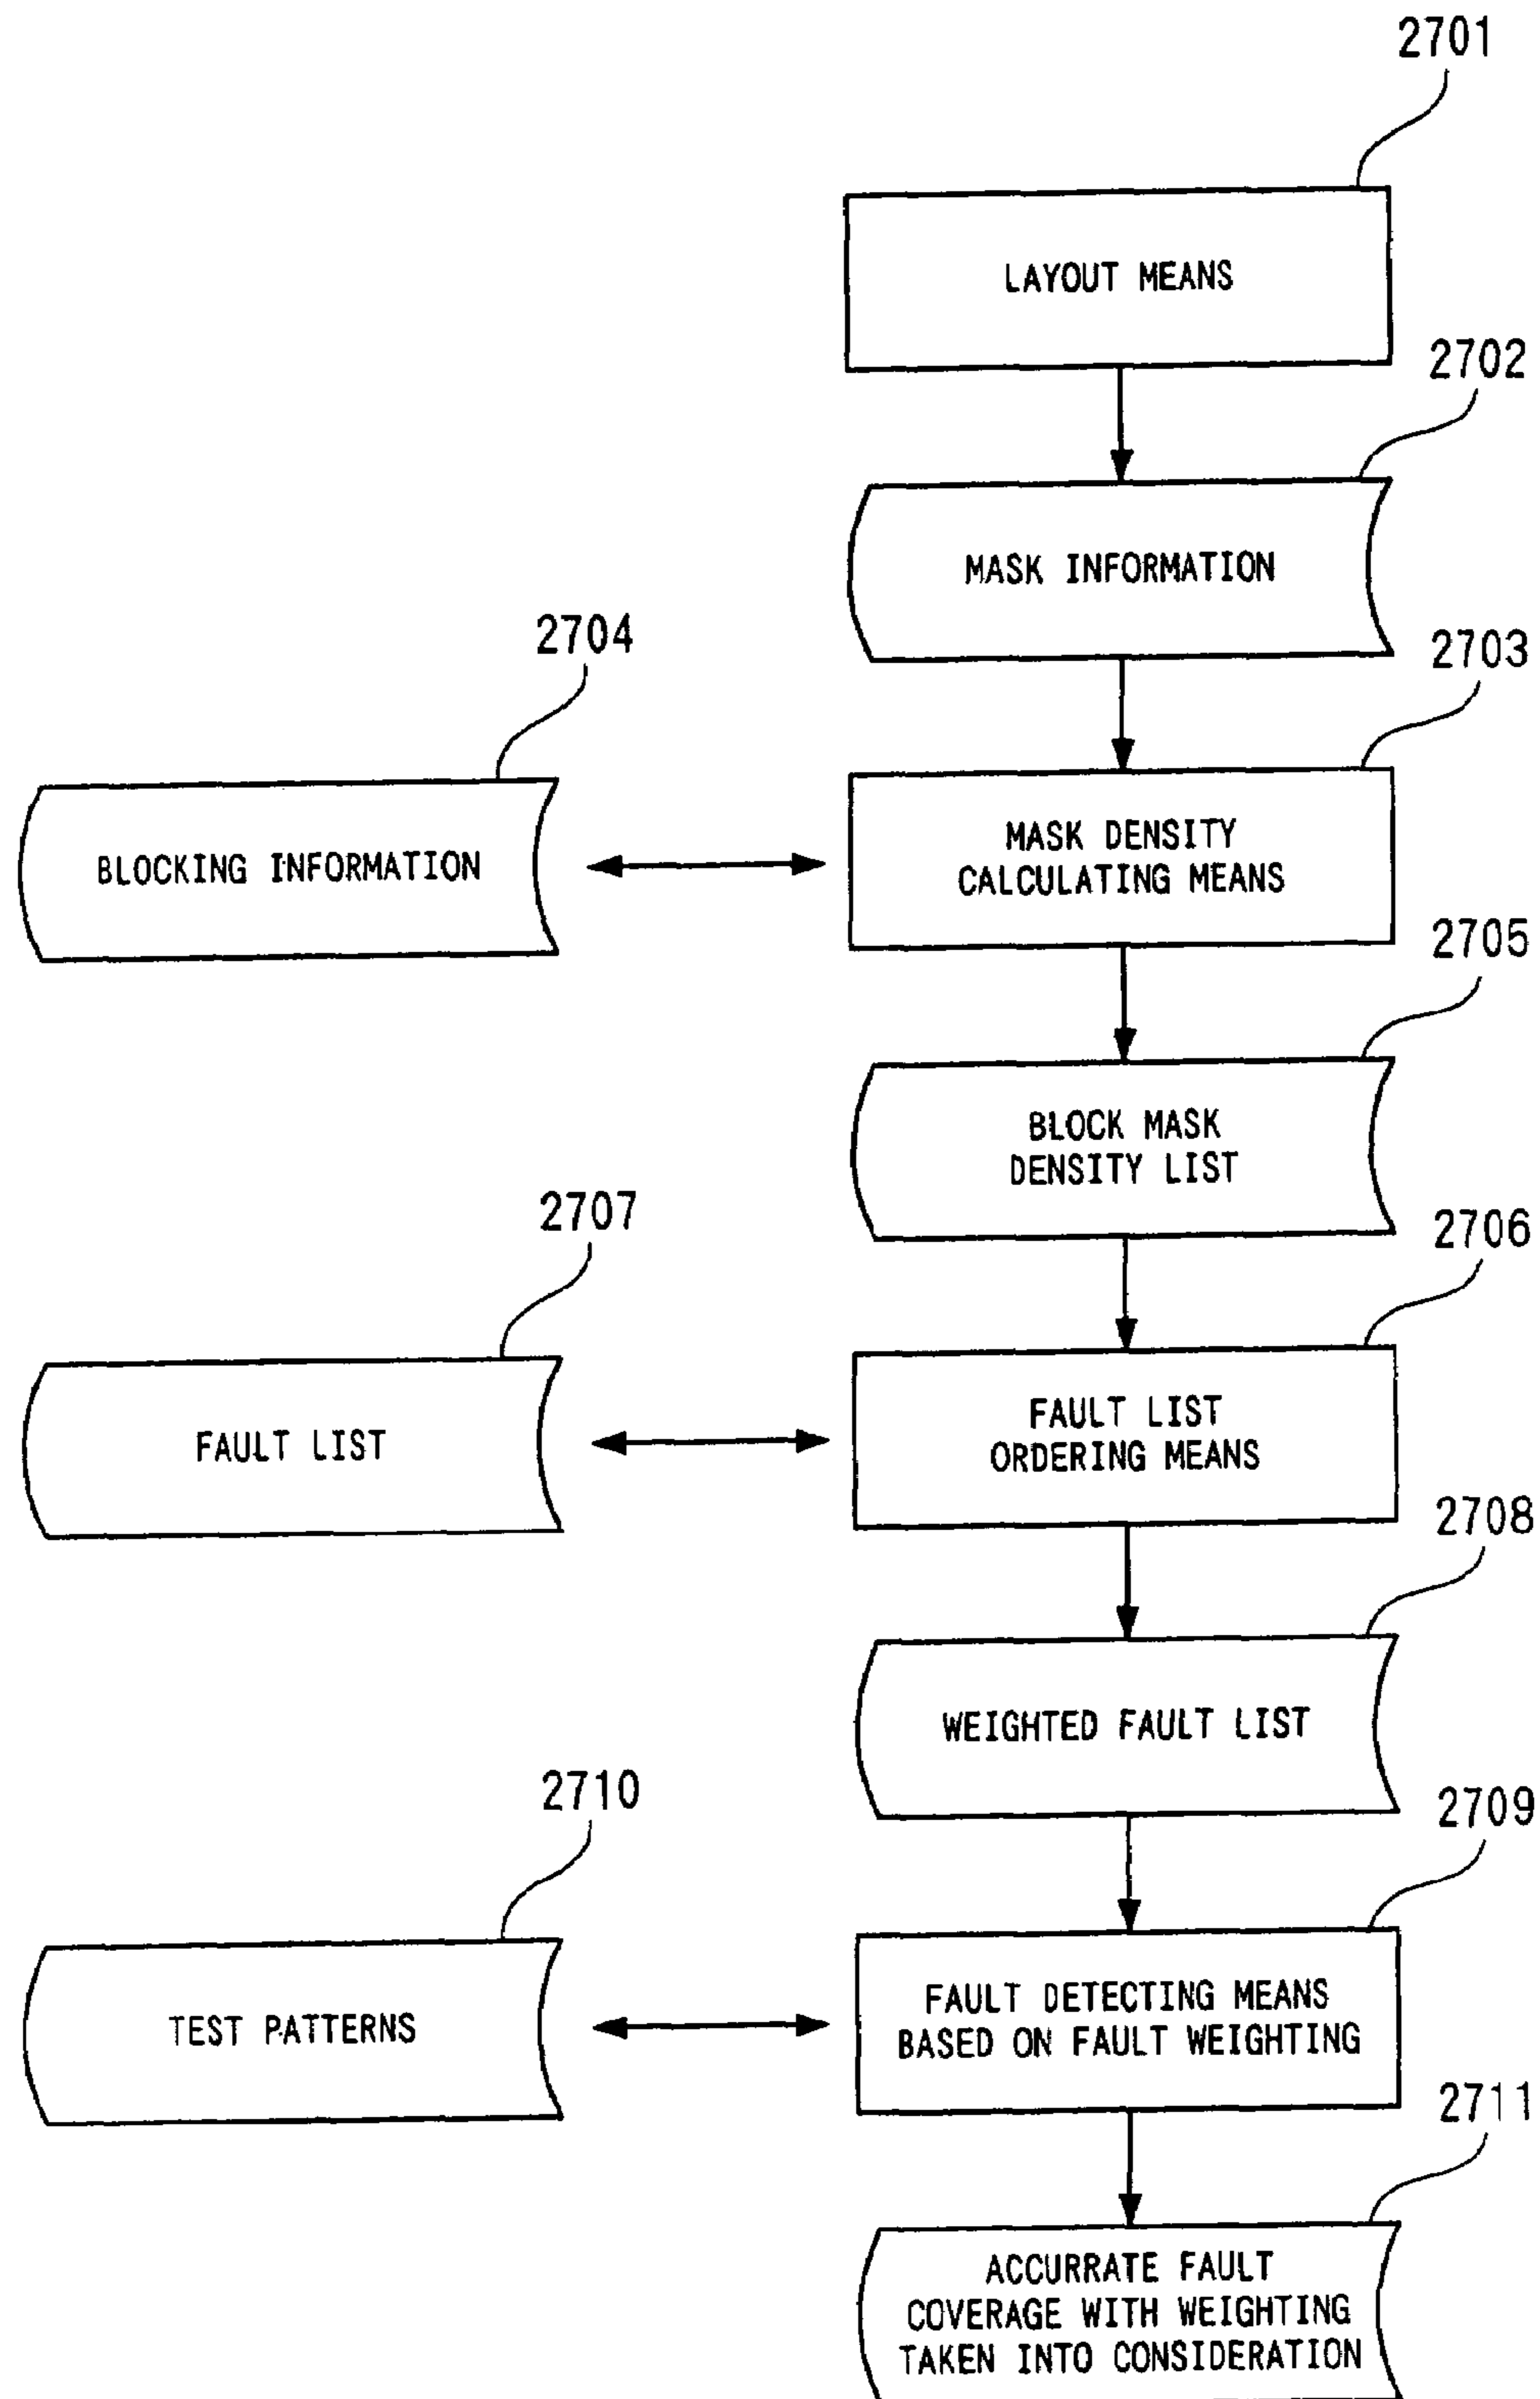 2701
LAYOUT MEANS
2702
MASK INFORMATION
2704
2703
BLOCKING INFORMATION
MASK DENSITY
CALCULATING MEANS
2705
BLOCK MASK
DENSITY LIST
2707
2706
FAULT LIST
FAULT LIST
ORDERING MEANS
2708
WEIGHTED FAULT LIST
2710
2709
TEST PATTERNS
FAULT DETECTING MEANS
BASED ON FAULT WEIGHTING
2711
ACCURRATE FAULT
COVERAGE WITH WEIGHTING
TAKEN INTO CONSIDERATION